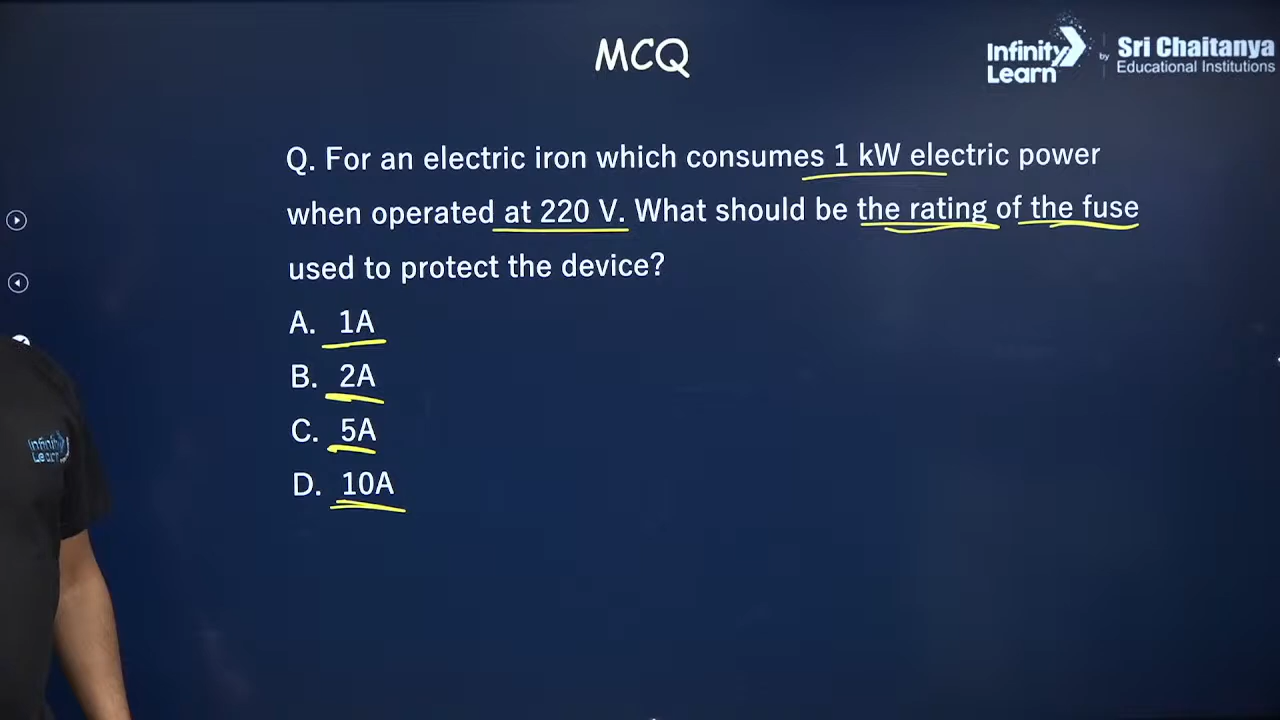 MCQ
Infinity Learn by Sri Chaitanya Educational Institutions
Q. For an electric iron which consumes 1 kW electric power
when operated at 220 V. What should be the rating of the fuse
used to protect the device?
A. 1A
B. 2A
C. 5A
D. 10A
Infinity
Learn